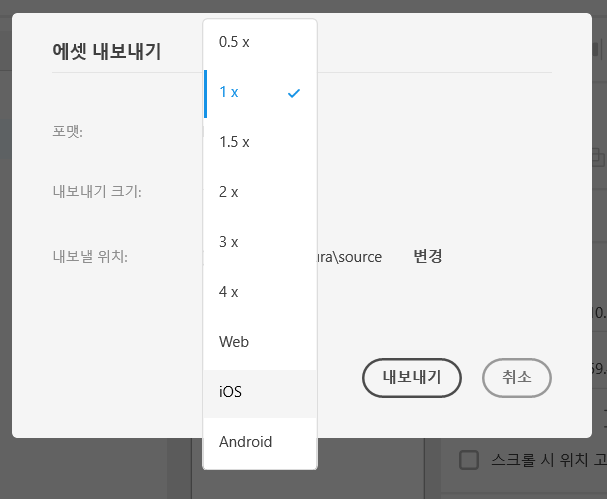 에셋 내보내기
포맷:
내보내기 크기:
내보낼 위치:
0.5 x
1 x
1.5 x
2 x
3 x
4 x
Web
iOS
Android
ura\source
변경
내보내기
취소
스크롤 시 위치 고